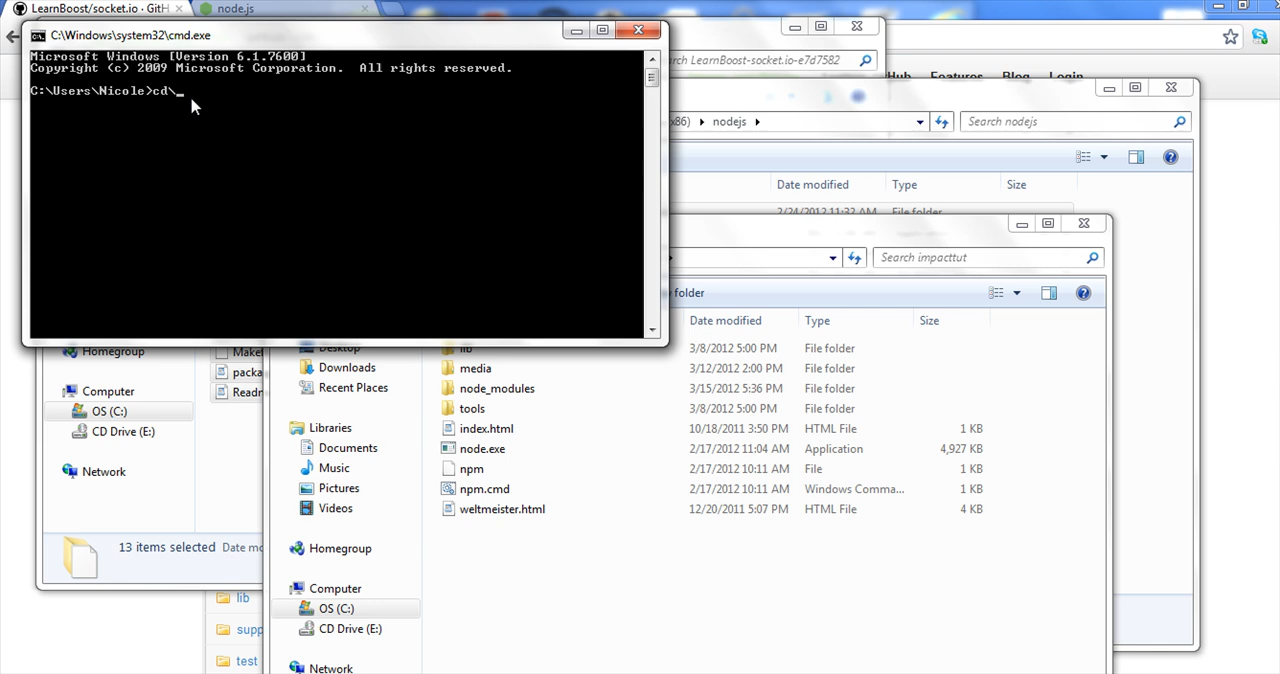 LearnBoost/socket.io · GitH
node.js
C:\Windows\system32\cmd.exe
Microsoft Windows [Version 6.1.7600]
Copyright (c) 2009 Microsoft Corporation.  All rights reserved.
C:\Users\Nicole>cd\_
rch LearnBoost-socket.io-e7d7582
Hub Features Blog Login
x86) nodejs
Search nodejs
Date modified Type Size
2/24/2012 11:32 AM File folder
Search impacttut
folder
Date modified Type Size
Homegroup
Computer
OS (C:)
CD Drive (E:)
Network
Makef
packa
Readm
13 items selected Date mo
lib
supp
test
Desktop
Downloads
Recent Places
Libraries
Documents
Music
Pictures
Videos
Homegroup
Computer
OS (C:)
CD Drive (E:)
Network
lib 3/8/2012 5:00 PM File folder
media 3/12/2012 2:00 PM File folder
node_modules 3/15/2012 5:36 PM File folder
tools 3/8/2012 5:00 PM File folder
index.html 10/18/2011 3:50 PM HTML File 1 KB
node.exe 2/17/2012 11:04 AM Application 4,927 KB
npm 2/17/2012 10:11 AM File 1 KB
npm.cmd 2/17/2012 10:11 AM Windows Comma... 1 KB
weltmeister.html 12/20/2011 5:07 PM HTML File 4 KB